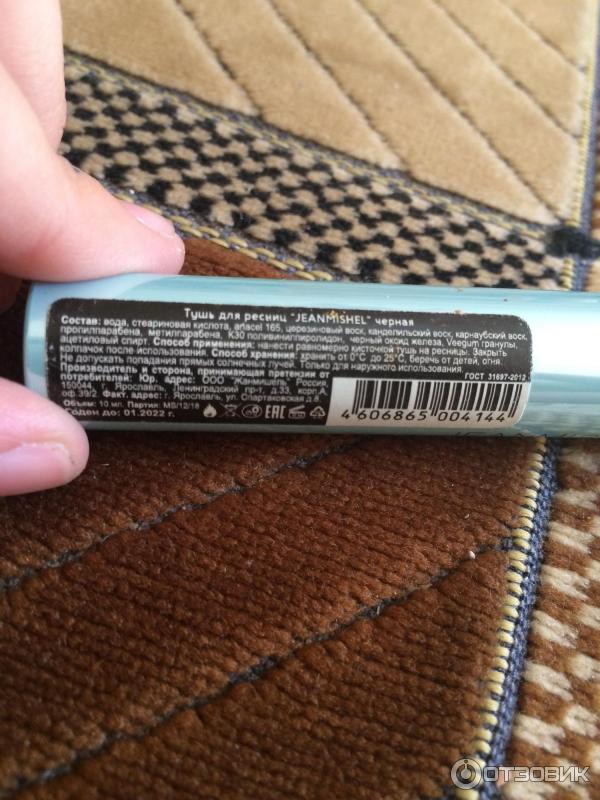 Тушь для ресниц "JEANMISHEL" черная
Состав: вода, стеариновая кислота, arlacel 165, церезиновый воск, канделильский воск, карнаубский воск,
пропилпарабена, метилпарабена, К30 поливинилпирролидон, черный оксид железа, Veegum гранулы,
ацетиловый спирт. Способ применения: нанести равномерно кисточкой тушь на ресницы. Закрыть
колпачок после использования. Способ хранения: хранить от 0°С до 25°С, беречь от детей, огня.
Не допускать попадания прямых солнечных лучей. Только для наружного использования.
Производитель и сторона, принимающая претензии от
ГОСТ 31697-2012
потребителей: Юр. адрес: ООО "Жанмишель" Россия,
150044, г. Ярославль, Ленинградский пр-т, д.33, корп.А,
оф.39/2. Факт. адрес: г. Ярославль, ул. Спартаковская д.8.
Объем: 10 мл. Партия: MS/12/18
Годен до: 01.2022 г.
4 606865 004144
ОТЗОВИК